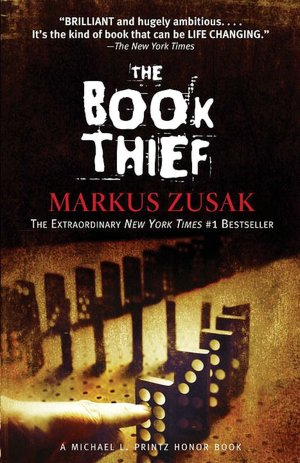 "BRILLIANT and hugely ambitious. . . .
It's the kind of book that can be LIFE CHANGING."
—The New York Times
THE
BOOK
THIEF
MARKUS ZUSAK
THE EXTRAORDINARY NEW YORK TIMES #1 BESTSELLER
A MICHAEL L. PRINTZ HONOR BOOK